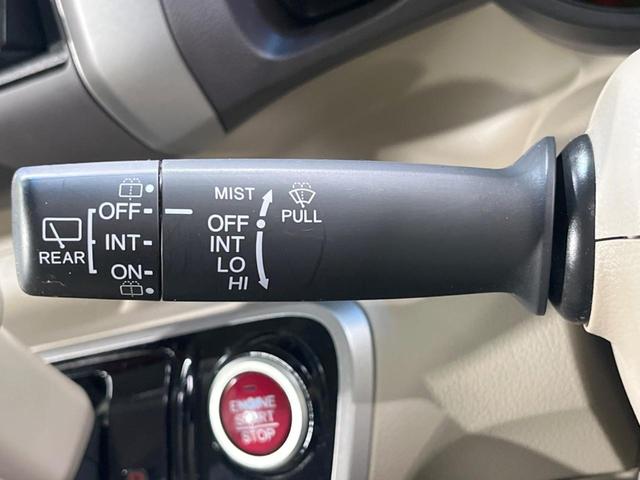 REAR
OFF
INT
ON
MIST
OFF
INT
LO
HI
PULL
ENGINE
START
STOP